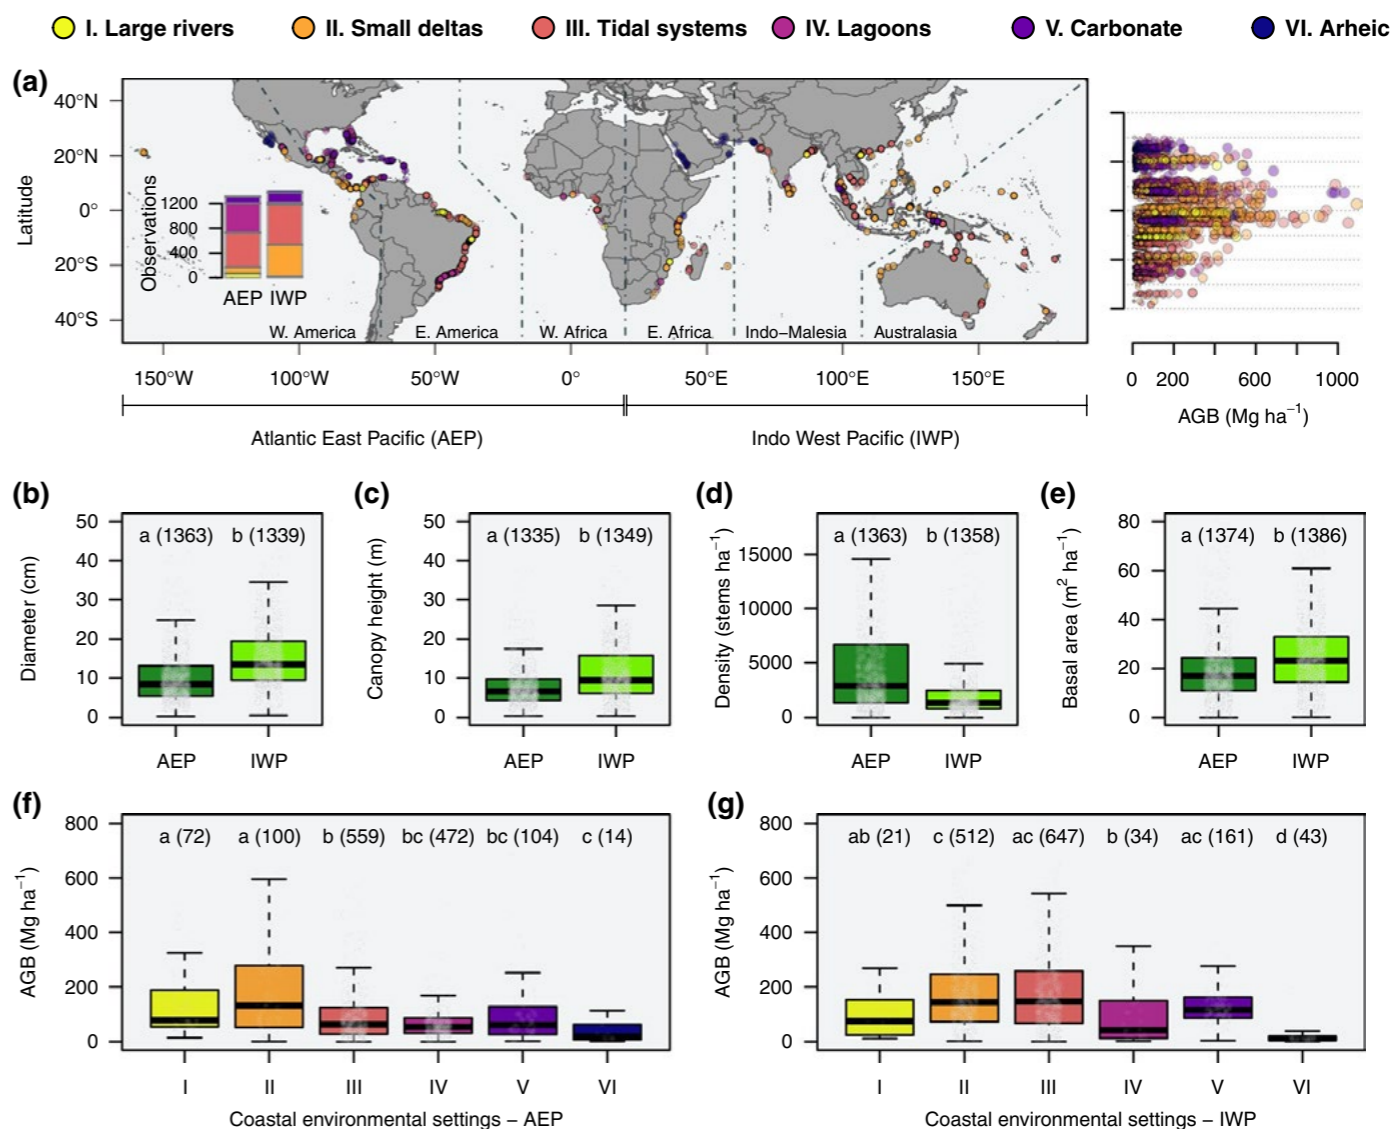 I. Large rivers II. Small deltas III. Tidal systems IV. Lagoons V. Carbonate VI. Arheic
(a)
Latitude
40°N
20°N
0°
20°S
40°S
Observations
1200
800
400
0
AEP IWP
W. America E. America W. Africa E. Africa Indo–Malesia Australasia
150°W 100°W 50°W 0° 50°E 100°E 150°E
Atlantic East Pacific (AEP) Indo West Pacific (IWP)
0 200 600 1000
AGB (Mg ha⁻¹)
(b)
Diameter (cm)
50
40
30
20
10
0
a (1363) b (1339)
AEP IWP
(c)
Canopy height (m)
50
40
30
20
10
0
a (1335) b (1349)
AEP IWP
(d)
Density (stems ha⁻¹)
15000
10000
5000
0
a (1363) b (1358)
AEP IWP
(e)
Basal area (m² ha⁻¹)
80
60
40
20
0
a (1374) b (1386)
AEP IWP
(f)
AGB (Mg ha⁻¹)
800
600
400
200
0
a (72) a (100) b (559) bc (472) bc (104) c (14)
I II III IV V VI
Coastal environmental settings – AEP
(g)
AGB (Mg ha⁻¹)
800
600
400
200
0
ab (21) c (512) ac (647) b (34) ac (161) d (43)
I II III IV V VI
Coastal environmental settings – IWP